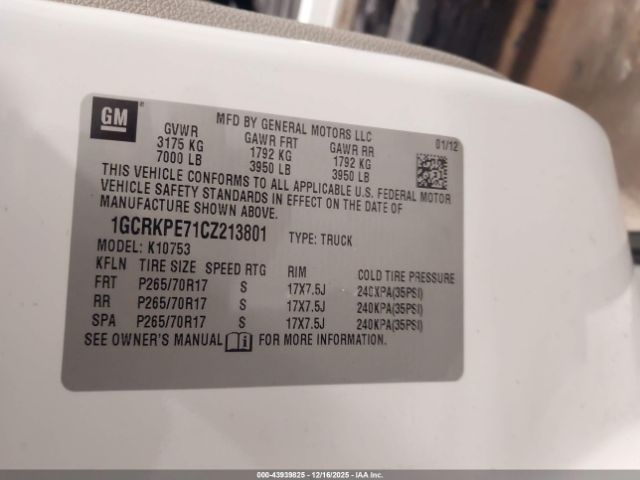 GM
MFD BY GENERAL MOTORS LLC
GVWR GAWR FRT GAWR RR 01/12
3175 KG 1792 KG 1792 KG
7000 LB 3950 LB 3950 LB
THIS VEHICLE CONFORMS TO ALL APPLICABLE U.S. FEDERAL MOTOR
VEHICLE SAFETY STANDARDS IN EFFECT ON THE DATE OF
MANUFACTURE SHOWN ABOVE.
1GCRKPE71CZ213801 TYPE: TRUCK
MODEL: K10753
KFLN TIRE SIZE SPEED RTG RIM COLD TIRE PRESSURE
FRT P265/70R17 S 17X7.5J 240KPA(35PSI)
RR P265/70R17 S 17X7.5J 240KPA(35PSI)
SPA P265/70R17 S 17X7.5J 240KPA(35PSI)
SEE OWNER'S MANUAL FOR MORE INFORMATION.
000-43939825 - 12/16/2025 - IAA Inc.